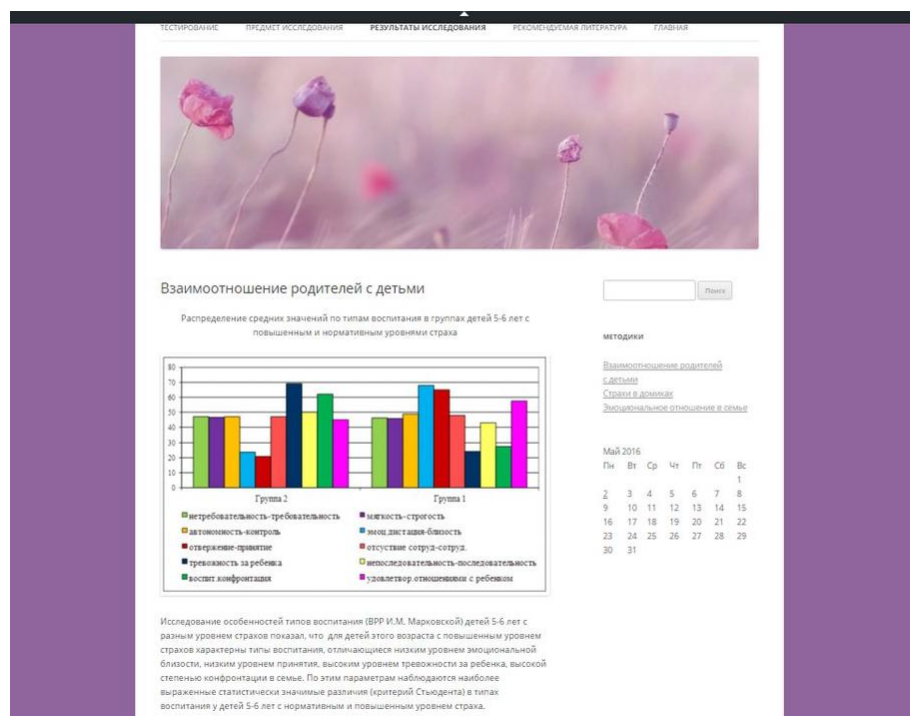 ТЕСТИРОВАНИЕ ПРЕДМЕТ ИССЛЕДОВАНИЯ РЕЗУЛЬТАТЫ ИССЛЕДОВАНИЯ РЕКОМЕНДУЕМАЯ ЛИТЕРАТУРА ГЛАВНАЯ
Взаимоотношение родителей с детьми
Распределение средних значений по типам воспитания в группах детей 5-6 лет с
повышенным и нормативным уровнями страха
80
70
60
50
40
30
20
10
0
Группа 2 Группа 1
нетребовательность-требовательность мягкость-строгость
автономность-контроль эмоц.дистация-близость
отвержение-принятие отсуствие сотруд-сотруд.
тревожность за ребенка непоследовательность-последовательность
воспит.конфронтация удовлетвор.отношениями с ребенком
Исследование особенностей типов воспитания (ВРР И.М. Марковской) детей 5-6 лет с
разным уровнем страхов показал, что для детей этого возраста с повышенным уровнем
страхов характерны типы воспитания, отличающиеся низким уровнем эмоциональной
близости, низким уровнем принятия, высоким уровнем тревожности за ребенка, высокой
степенью конфронтации в семье. По этим параметрам наблюдаются наиболее
выраженные статистически значимые различия (критерий Стьюдента) в типах
воспитания у детей 5-6 лет с нормативным и повышенным уровнем страха.
Поиск
МЕТОДИКИ
Взаимоотношение родителей
с детьми
Страхи в домиках
Эмоциональное отношение в семье
Май 2016
Пн Вт Ср Чт Пт Сб Вс
1
2 3 4 5 6 7 8
9 10 11 12 13 14 15
16 17 18 19 20 21 22
23 24 25 26 27 28 29
30 31